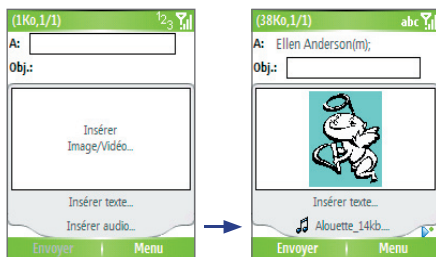 (1Ko,1/1) 123
A:
Obj.:
Insérer
Image/Vidéo...
Insérer texte...
Insérer audio...
Envoyer Menu
(38Ko,1/1) abc
A: Ellen Anderson(m);
Obj.:
Insérer texte...
Alouette_14kb...
Envoyer Menu